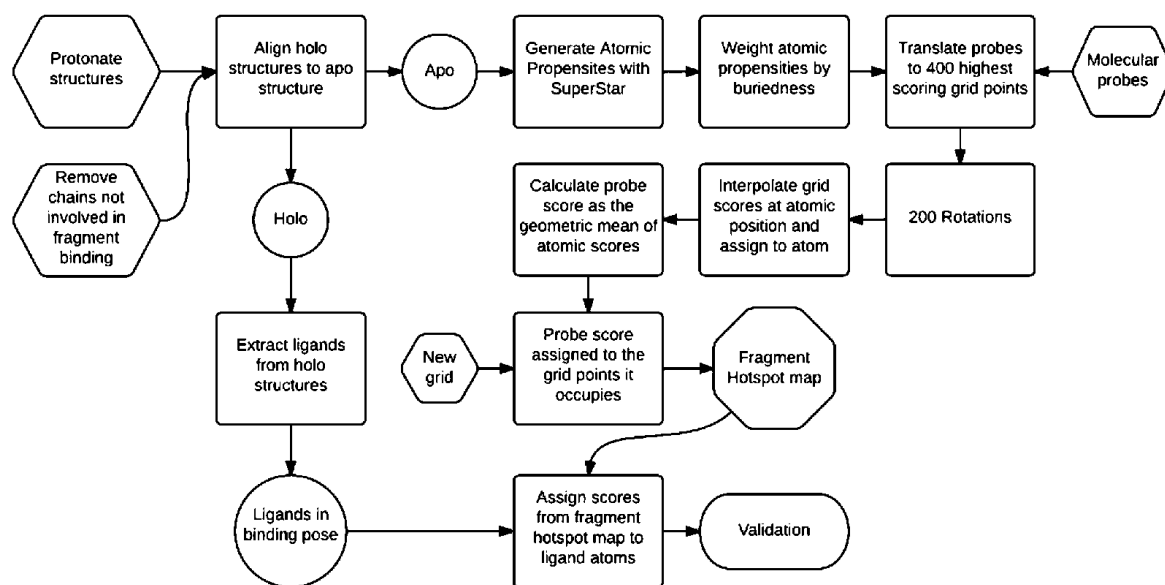 Protonate
structures
Align holo
structures to apo
structure
Apo
Generate Atomic
Propensites with
SuperStar
Weight atomic
propensities by
buriedness
Translate probes
to 400 highest
scoring grid points
Molecular
probes
Remove
chains not
involved in
fragment
binding
Holo
Calculate probe
score as the
geometric mean of
atomic scores
Interpolate grid
scores at atomic
position and
assign to atom
200 Rotations
Extract ligands
from holo
structures
New
grid
Probe score
assigned to the
grid points it
occupies
Fragment
Hotspot map
Ligands in
binding pose
Assign scores
from fragment
hotspot map to
ligand atoms
Validation